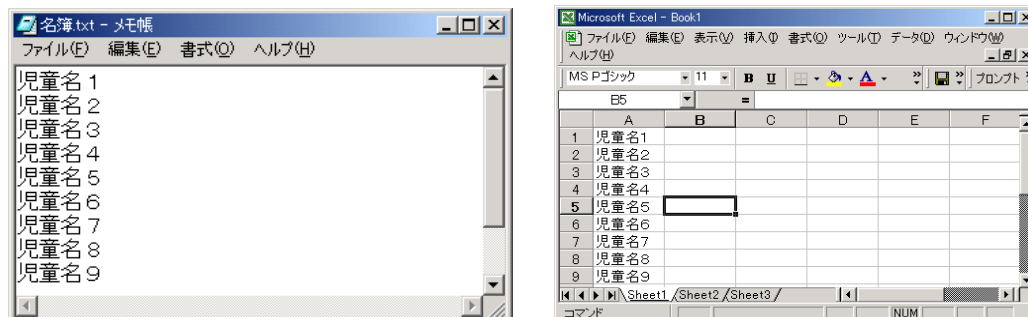 名簿.txt - メモ帳
ファイル(F) 編集(E) 書式(O) ヘルプ(H)
児童名１
児童名２
児童名３
児童名４
児童名５
児童名６
児童名７
児童名８
児童名９
Microsoft Excel - Book1
ファイル(F) 編集(E) 表示(V) 挿入(I) 書式(O) ツール(T) データ(D) ウィンドウ(W)
ヘルプ(H)
MS Pゴシック 11 B U A プロンプト
B5 =
A B C D E F
1 児童名1
2 児童名2
3 児童名3
4 児童名4
5 児童名5
6 児童名6
7 児童名7
8 児童名8
9 児童名9
Sheet1 Sheet2 Sheet3
コマンド NUM